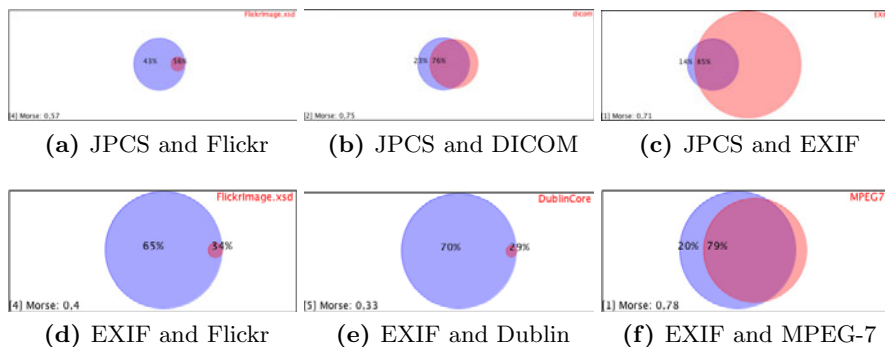 FlickrImage.xsd
43% 56%
[4] Morse: 0,57
(a) JPCS and Flickr
dicom
23% 76%
[2] Morse: 0,75
(b) JPCS and DICOM
EXI
14% 85%
[1] Morse: 0,71
(c) JPCS and EXIF
FlickrImage.xsd
65% 34%
[4] Morse: 0,4
(d) EXIF and Flickr
DublinCore
70% 29%
[5] Morse: 0,33
(e) EXIF and Dublin
MPEG7
20% 79%
[1] Morse: 0,78
(f) EXIF and MPEG-7